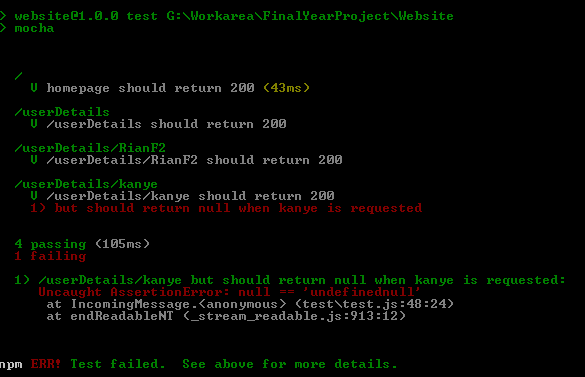 > website@1.0.0 test G:\Workarea\FinalYearProject\Website
> mocha
/
V homepage should return 200 (43ms)
/userDetails
V /userDetails should return 200
/userDetails/RianF2
V /userDetails/RianF2 should return 200
/userDetails/kanye
V /userDetails/kanye should return 200
1) but should return null when kanye is requested
4 passing (105ms)
1 failing
1) /userDetails/kanye but should return null when kanye is requested:
Uncaught AssertionError: null == 'undefinednull'
at IncomingMessage.<anonymous> (test\test.js:48:24)
at endReadableNT (_stream_readable.js:913:12)
npm ERR! Test failed.  See above for more details.